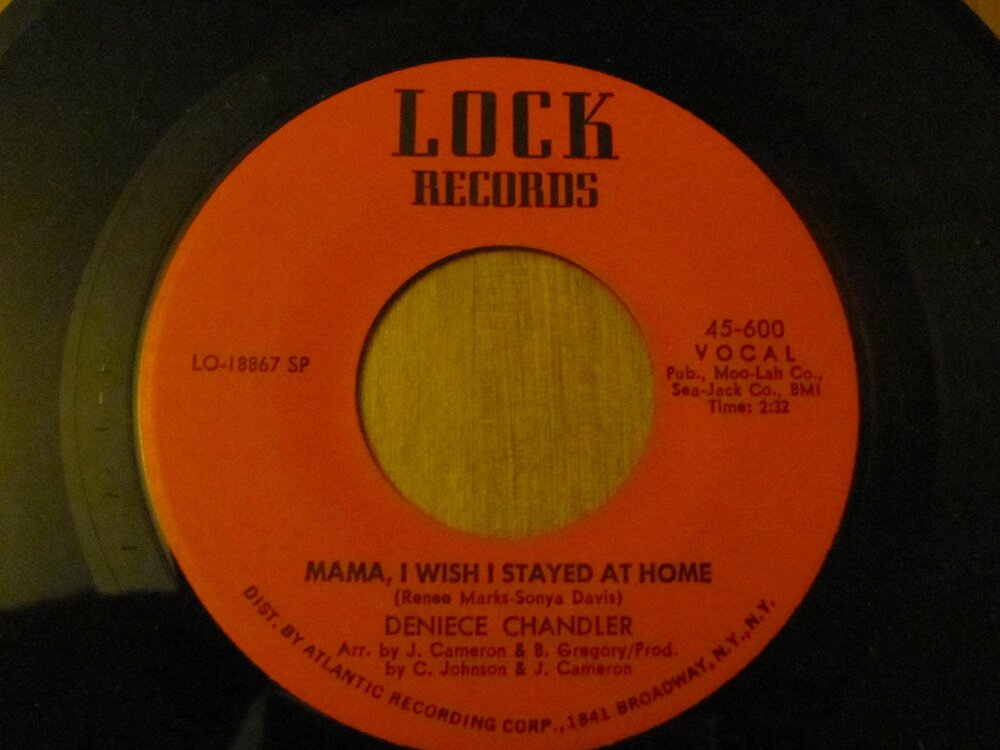 LOCK
RECORDS
LO-18867 SP
45-600
VOCAL
Pub., Moo-Lah Co.,
Sea-Jack Co., BMI
Time: 2:32
MAMA, I WISH I STAYED AT HOME
(Renee Marks-Sonya Davis)
DENIECE CHANDLER
Arr. by J. Cameron & B. Gregory/Prod.
by C. Johnson & J. Cameron
DIST. BY ATLANTIC RECORDING CORP., 1841 BROADWAY, N.Y., N.Y.